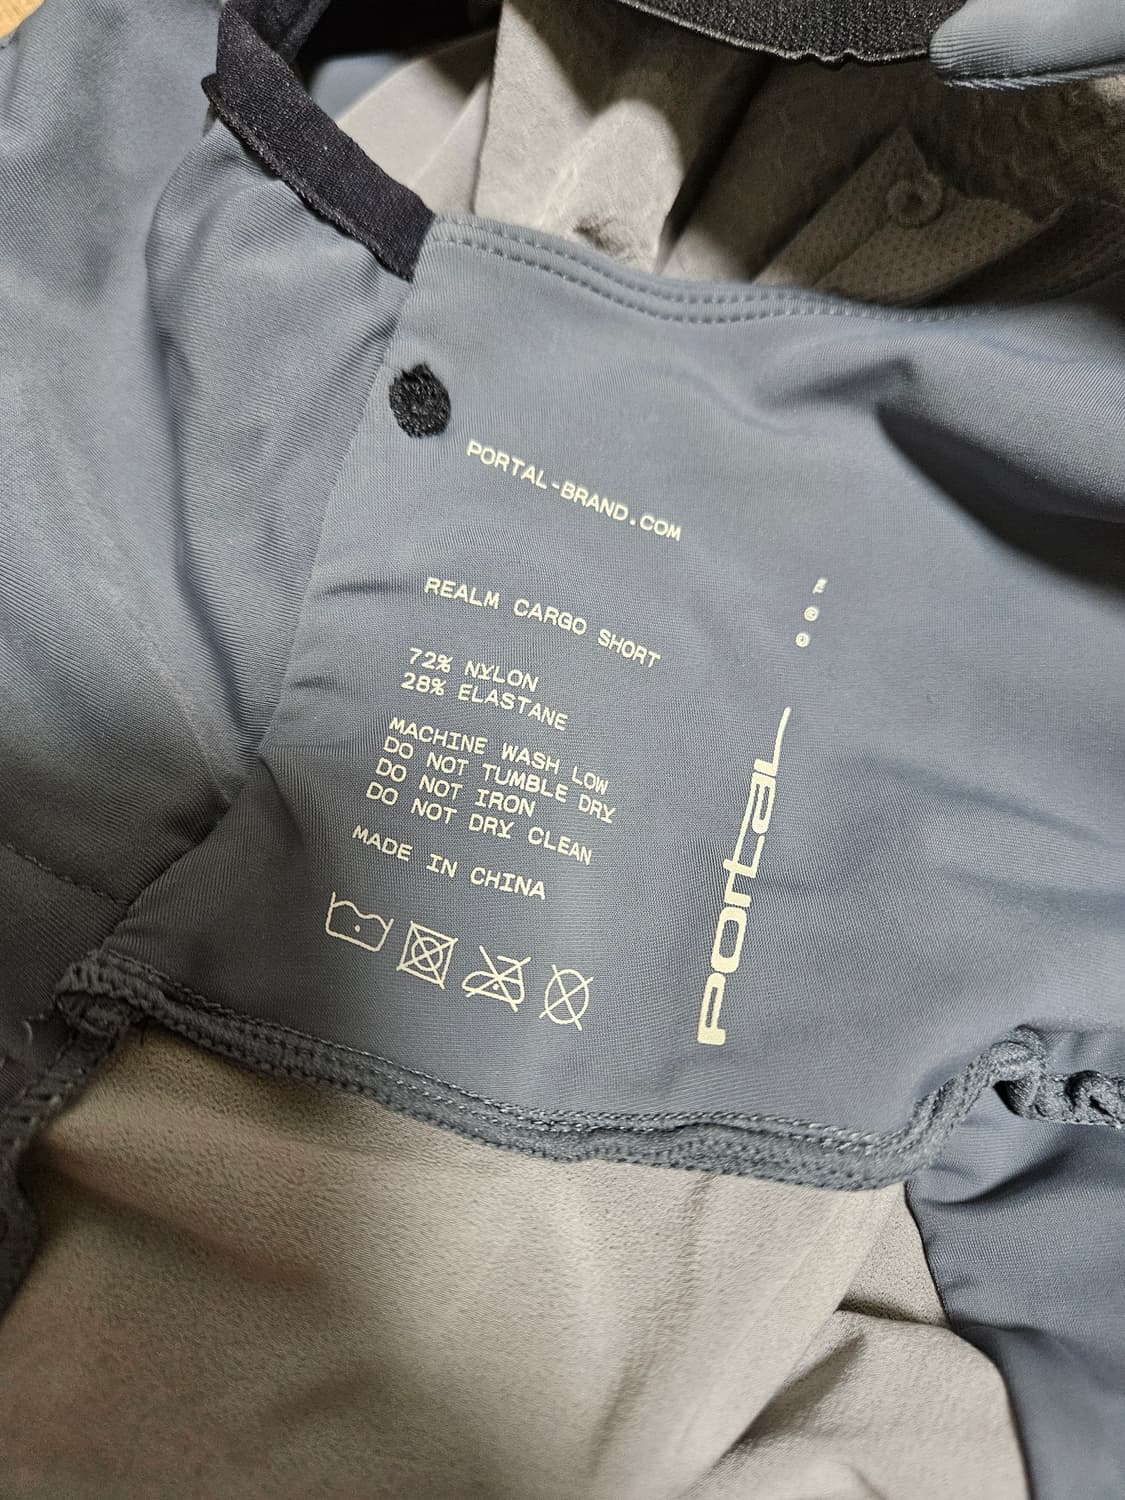 PORTAL-BRAND.COM
REALM CARGO SHORT
72% NYLON
28% ELASTANE
MACHINE WASH LOW
DO NOT TUMBLE DRY
DO NOT IRON
DO NOT DRY CLEAN
MADE IN CHINA
portal